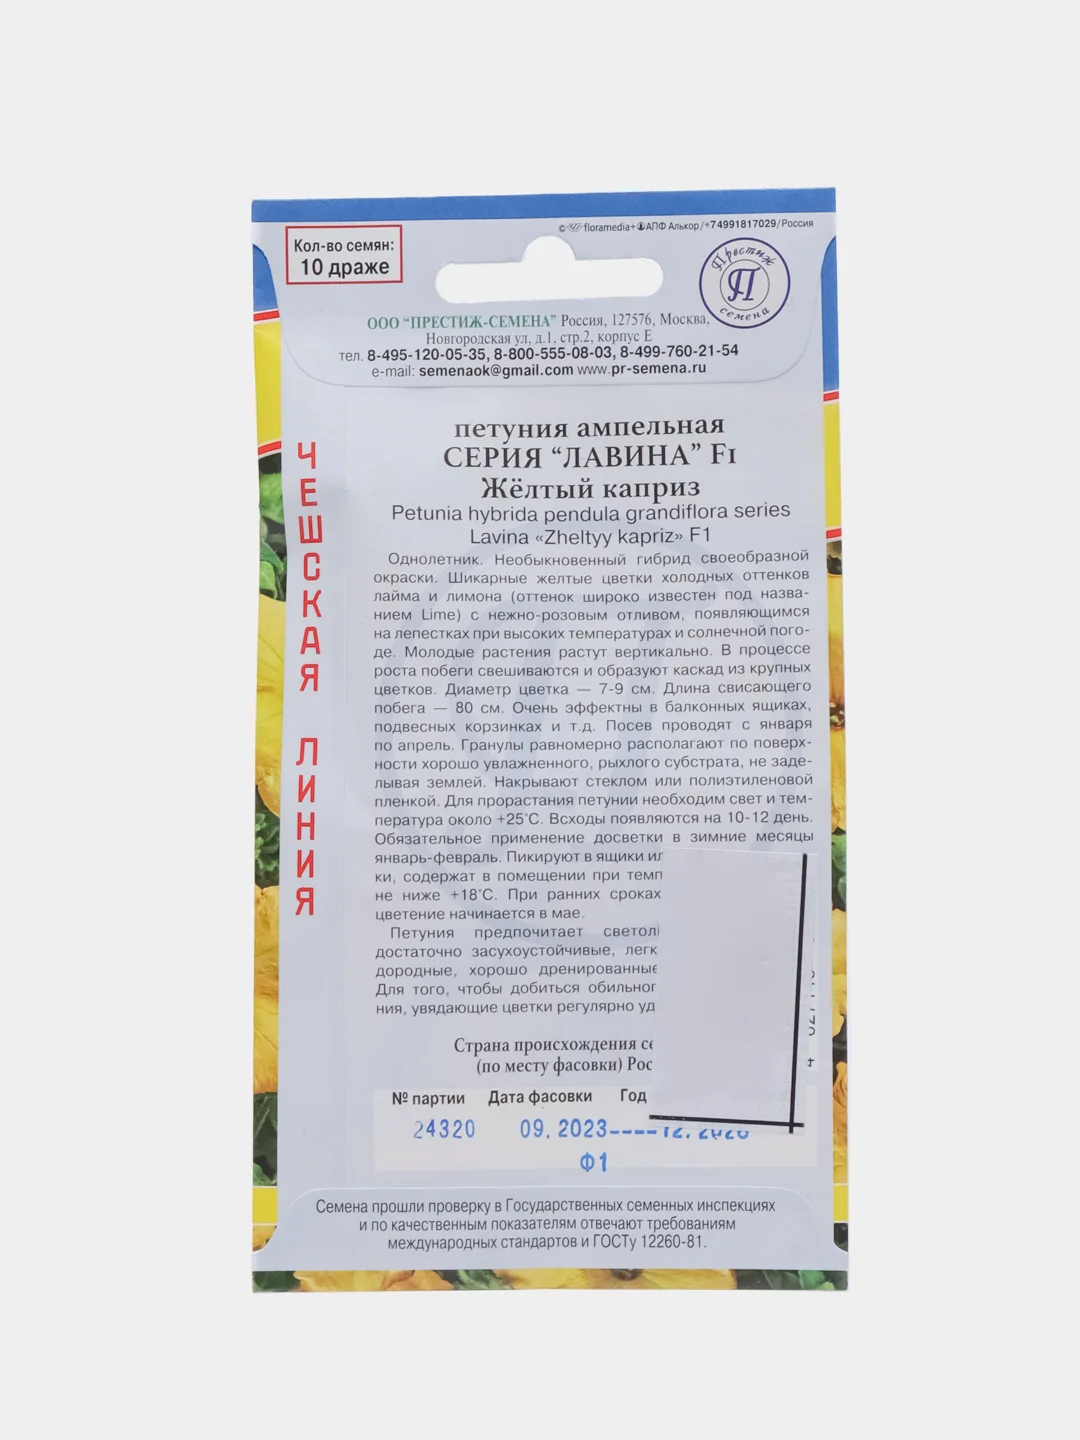 © floramedia+ АПФ Алькор/+74991817029/Россия
Кол-во семян:
10 драже
Престиж
П
семена
ООО “ПРЕСТИЖ-СЕМЕНА” Россия, 127576, Москва,
Новгородская ул, д.1, стр.2, корпус Е
тел. 8-495-120-05-35, 8-800-555-08-03, 8-499-760-21-54
e-mail: semenaok@gmail.com www.pr-semena.ru
ЧЕШСКАЯ ЛИНИЯ
петуния ампельная
СЕРИЯ “ЛАВИНА” F1
Жёлтый каприз
Petunia hybrida pendula grandiflora series
Lavina «Zheltyy kapriz» F1
Однолетник. Необыкновенный гибрид своеобразной
окраски. Шикарные желтые цветки холодных оттенков
лайма и лимона (оттенок широко известен под назва-
нием Lime) с нежно-розовым отливом, появляющимся
на лепестках при высоких температурах и солнечной пого-
де. Молодые растения растут вертикально. В процессе
роста побеги свешиваются и образуют каскад из крупных
цветков. Диаметр цветка — 7-9 см. Длина свисающего
побега — 80 см. Очень эффектны в балконных ящиках,
подвесных корзинках и т.д. Посев проводят с января
по апрель. Гранулы равномерно располагают по поверх-
ности хорошо увлажненного, рыхлого субстрата, не заде-
лывая землей. Накрывают стеклом или полиэтиленовой
пленкой. Для прорастания петунии необходим свет и тем-
пература около +25°С. Всходы появляются на 10-12 день.
Обязательное применение досветки в зимние месяцы
январь-февраль. Пикируют в ящики
ки, содержат в помещении при
не ниже +18°С. При ранних сроках
цветение начинается в мае.
Петуния предпочитает
достаточно засухоустойчивые,
дородные, хорошо
Для того, чтобы добиться
ния, увядающие цветки регулярно
Страна происхождения
(по месту фасовки)
№ партии Дата фасовки Год
24320 09.2023----12.2026
Ф1
Семена прошли проверку в Государственных семенных инспекциях
и по качественным показателям отвечают требованиям
международных стандартов и ГОСТу 12260-81.